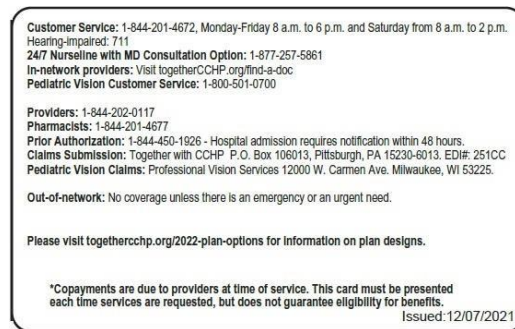 Customer Service: 1-844-201-4672, Monday-Friday 8 a.m. to 6 p.m. and Saturday from 8 a.m. to 2 p.m.
Hearing-impaired: 711
24/7 Nurseline with MD Consultation Option: 1-877-257-5861
In-network providers: Visit togetherCCHP.org/find-a-doc
Pediatric Vision Customer Service: 1-800-501-0700
Providers: 1-844-202-0117
Pharmacists: 1-844-201-4677
Prior Authorization: 1-844-450-1926 - Hospital admission requires notification within 48 hours.
Claims Submission: Together with CCHP P.O. Box 106013, Pittsburgh, PA 15230-6013. EDI#: 251CC
Pediatric Vision Claims: Professional Vision Services 12000 W. Carmen Ave. Milwaukee, WI 53225.
Out-of-network: No coverage unless there is an emergency or an urgent need.
Please visit togethercchp.org/2022-plan-options for information on plan designs.
*Copayments are due to providers at time of service. This card must be presented
each time services are requested, but does not guarantee eligibility for benefits.
Issued:12/07/2021